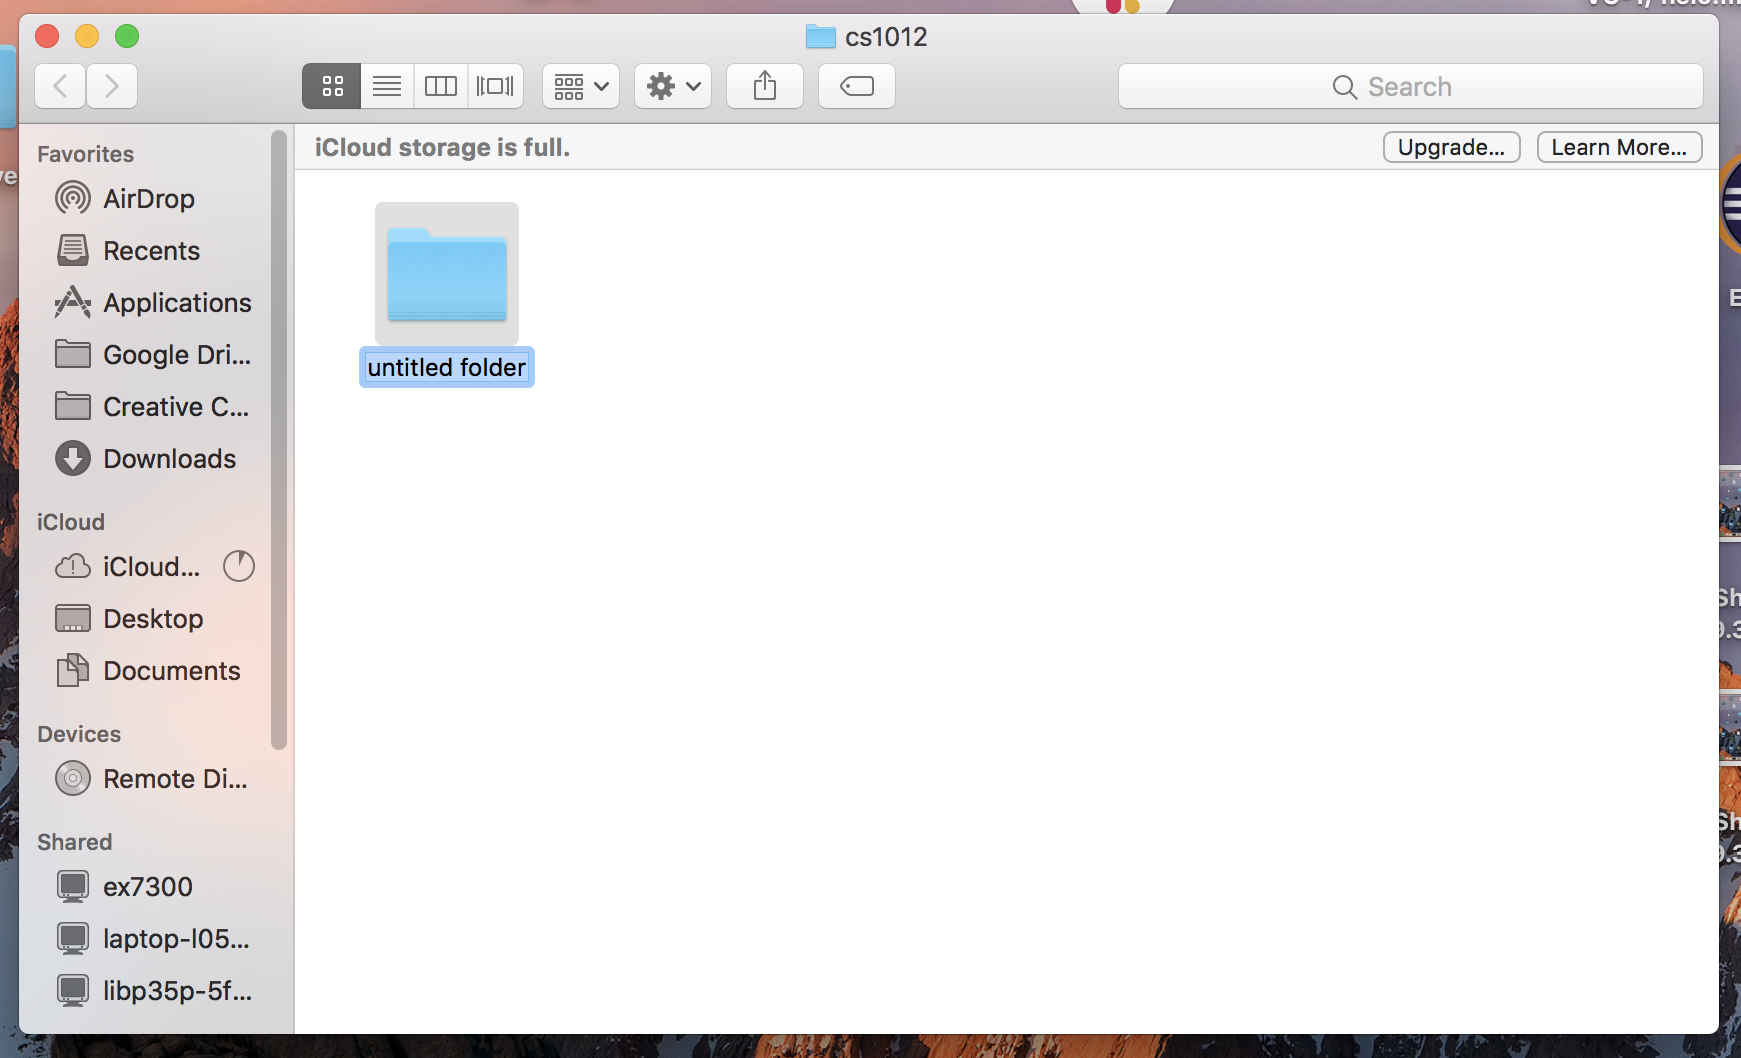 cs1012
Search
iCloud storage is full.
Upgrade...
Learn More...
Favorites
AirDrop
Recents
Applications
Google Dri...
Creative C...
Downloads
iCloud
iCloud...
Desktop
Documents
Devices
Remote Di...
Shared
ex7300
laptop-l05...
libp35p-5f...
untitled folder